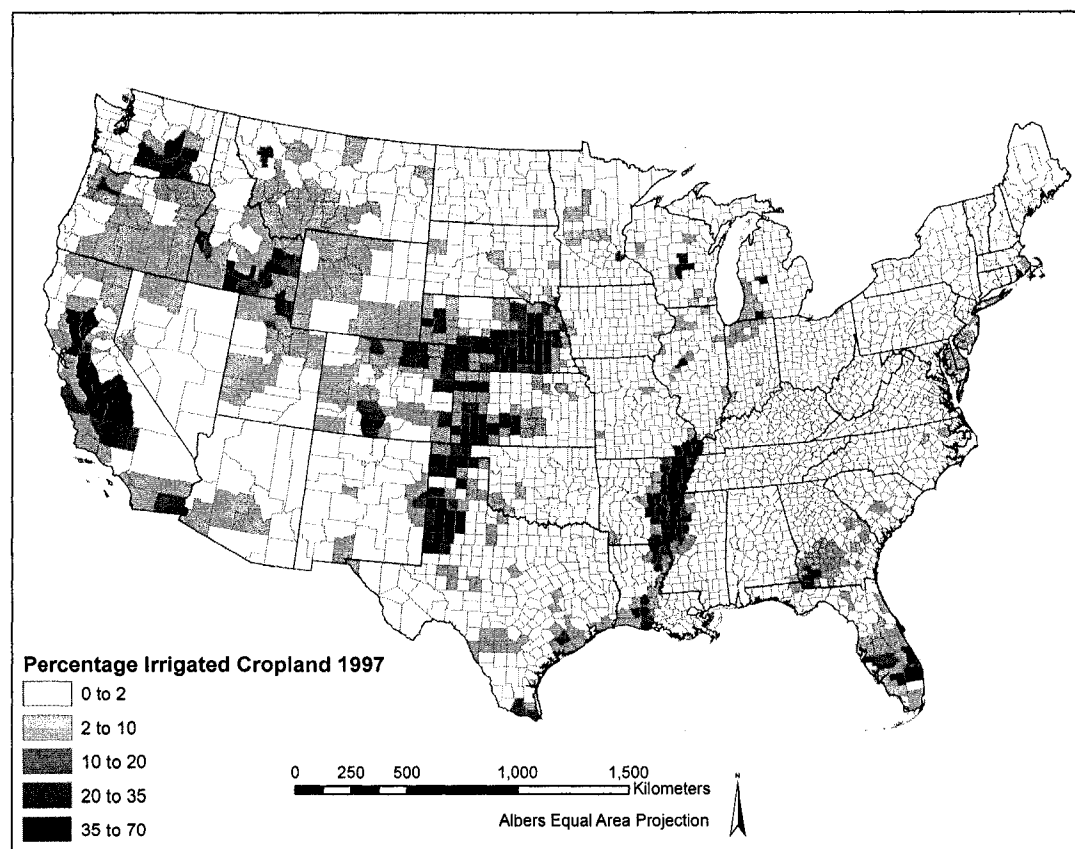 Percentage Irrigated Cropland 1997
0 to 2
2 to 10
10 to 20
20 to 35
35 to 70
0 250 500 1,000 1,500
Kilometers
Albers Equal Area Projection
N